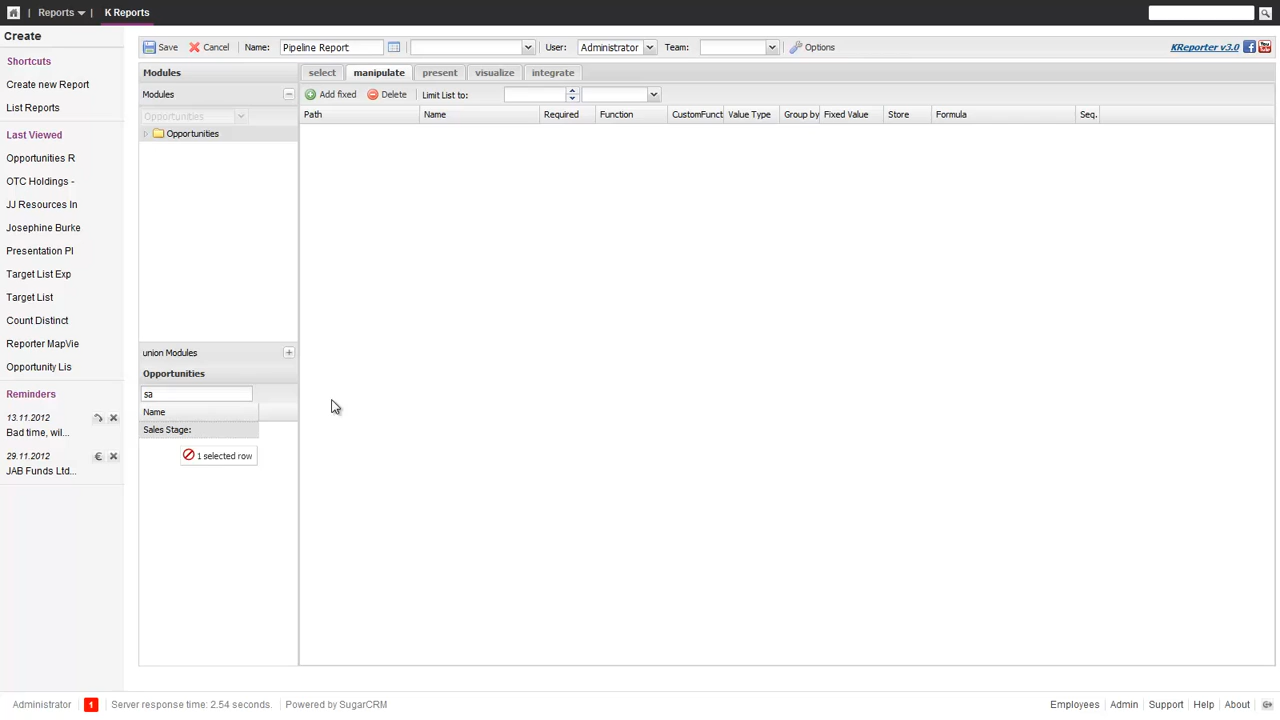 Reports | K Reports
Create
Shortcuts
Create new Report
List Reports
Last Viewed
Opportunities R
OTC Holdings -
JJ Resources In
Josephine Burke
Presentation Pl
Target List Exp
Target List
Count Distinct
Reporter MapVie
Opportunity Lis
Reminders
13.11.2012
Bad time, wil...
29.11.2012
€
JAB Funds Ltd...
Save Cancel Name: Pipeline Report User: Administrator Team: Options KReporter v3.0
Modules
select manipulate present visualize integrate
Modules
Add fixed Delete Limit List to:
Opportunities
Opportunities
Path Name Required Function CustomFunct Value Type Group by Fixed Value Store Formula Seq.
union Modules
Opportunities
sa
Name
Sales Stage:
1 selected row
Administrator 1 Server response time: 2.54 seconds. Powered by SugarCRM Employees Admin Support Help About